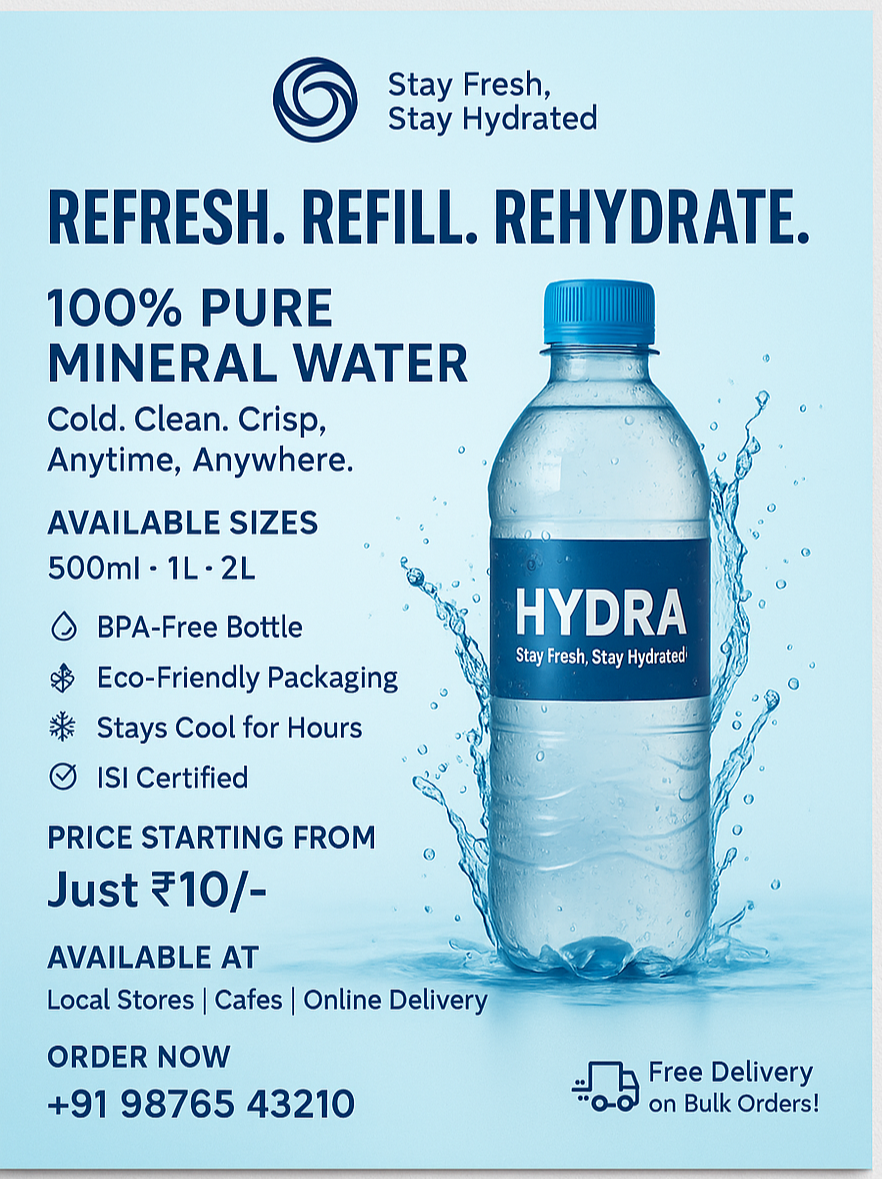 Stay Fresh,
Stay Hydrated
REFRESH. REFILL. REHYDRATE.
100% PURE
MINERAL WATER
Cold. Clean. Crisp,
Anytime, Anywhere.
AVAILABLE SIZES
500ml · 1L · 2L
BPA-Free Bottle
Eco-Friendly Packaging
Stays Cool for Hours
ISI Certified
HYDRA
Stay Fresh, Stay Hydrated
PRICE STARTING FROM
Just ₹10/-
AVAILABLE AT
Local Stores | Cafes | Online Delivery
ORDER NOW
+91 98765 43210
Free Delivery
on Bulk Orders!